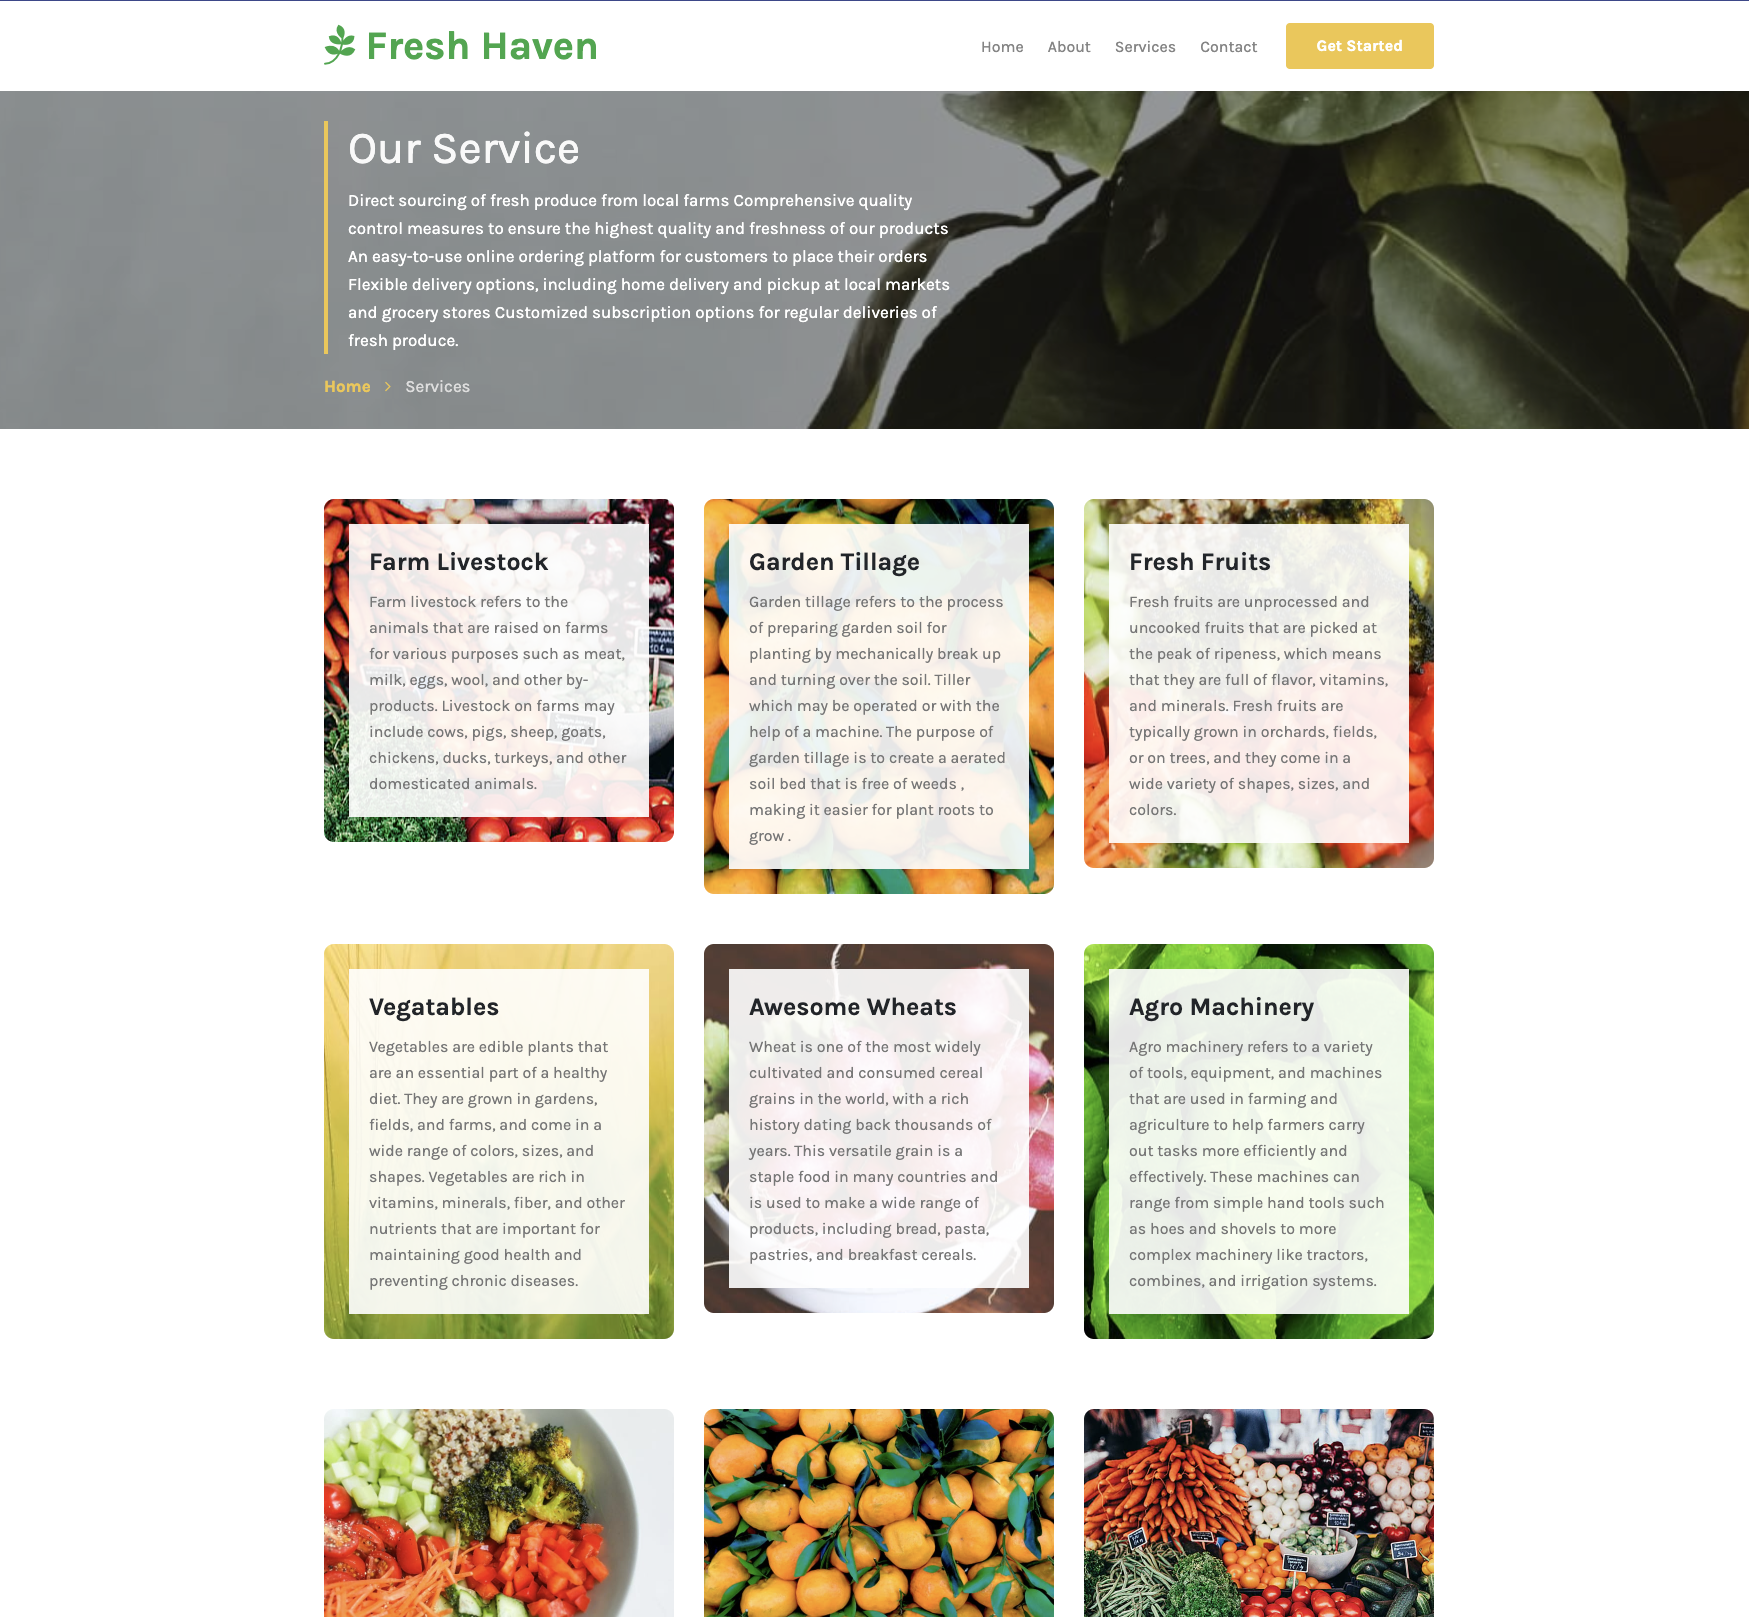 Fresh Haven
Home
About
Services
Contact
Get Started
Our Service
Direct sourcing of fresh produce from local farms Comprehensive quality
control measures to ensure the highest quality and freshness of our products
An easy-to-use online ordering platform for customers to place their orders
Flexible delivery options, including home delivery and pickup at local markets
and grocery stores Customized subscription options for regular deliveries of
fresh produce.
Home > Services
Farm Livestock
Farm livestock refers to the
animals that are raised on farms
for various purposes such as meat,
milk, eggs, wool, and other by-
products. Livestock on farms may
include cows, pigs, sheep, goats,
chickens, ducks, turkeys, and other
domesticated animals.
Garden Tillage
Garden tillage refers to the process
of preparing garden soil for
planting by mechanically break up
and turning over the soil. Tiller
which may be operated or with the
help of a machine. The purpose of
garden tillage is to create a aerated
soil bed that is free of weeds ,
making it easier for plant roots to
grow .
Fresh Fruits
Fresh fruits are unprocessed and
uncooked fruits that are picked at
the peak of ripeness, which means
that they are full of flavor, vitamins,
and minerals. Fresh fruits are
typically grown in orchards, fields,
or on trees, and they come in a
wide variety of shapes, sizes, and
colors.
Vegatables
Vegetables are edible plants that
are an essential part of a healthy
diet. They are grown in gardens,
fields, and farms, and come in a
wide range of colors, sizes, and
shapes. Vegetables are rich in
vitamins, minerals, fiber, and other
nutrients that are important for
maintaining good health and
preventing chronic diseases.
Awesome Wheats
Wheat is one of the most widely
cultivated and consumed cereal
grains in the world, with a rich
history dating back thousands of
years. This versatile grain is a
staple food in many countries and
is used to make a wide range of
products, including bread, pasta,
pastries, and breakfast cereals.
Agro Machinery
Agro machinery refers to a variety
of tools, equipment, and machines
that are used in farming and
agriculture to help farmers carry
out tasks more efficiently and
effectively. These machines can
range from simple hand tools such
as hoes and shovels to more
complex machinery like tractors,
combines, and irrigation systems.